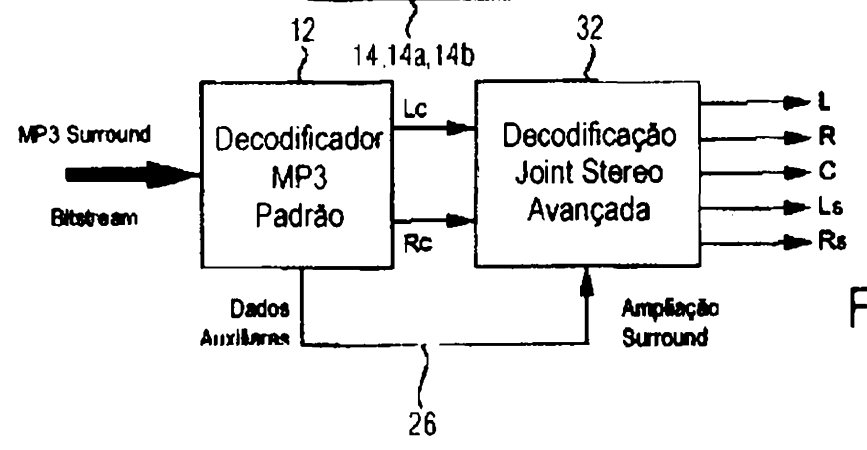 12
14,14a,14b
32
MP3 Surround
Bitstream
Decodificador
MP3
Padrão
Lc
Rc
Decodificação
Joint Stereo
Avançada
L
R
C
Ls
Rs
Dados
Auxiliares
Ampliação
Surround
26
F